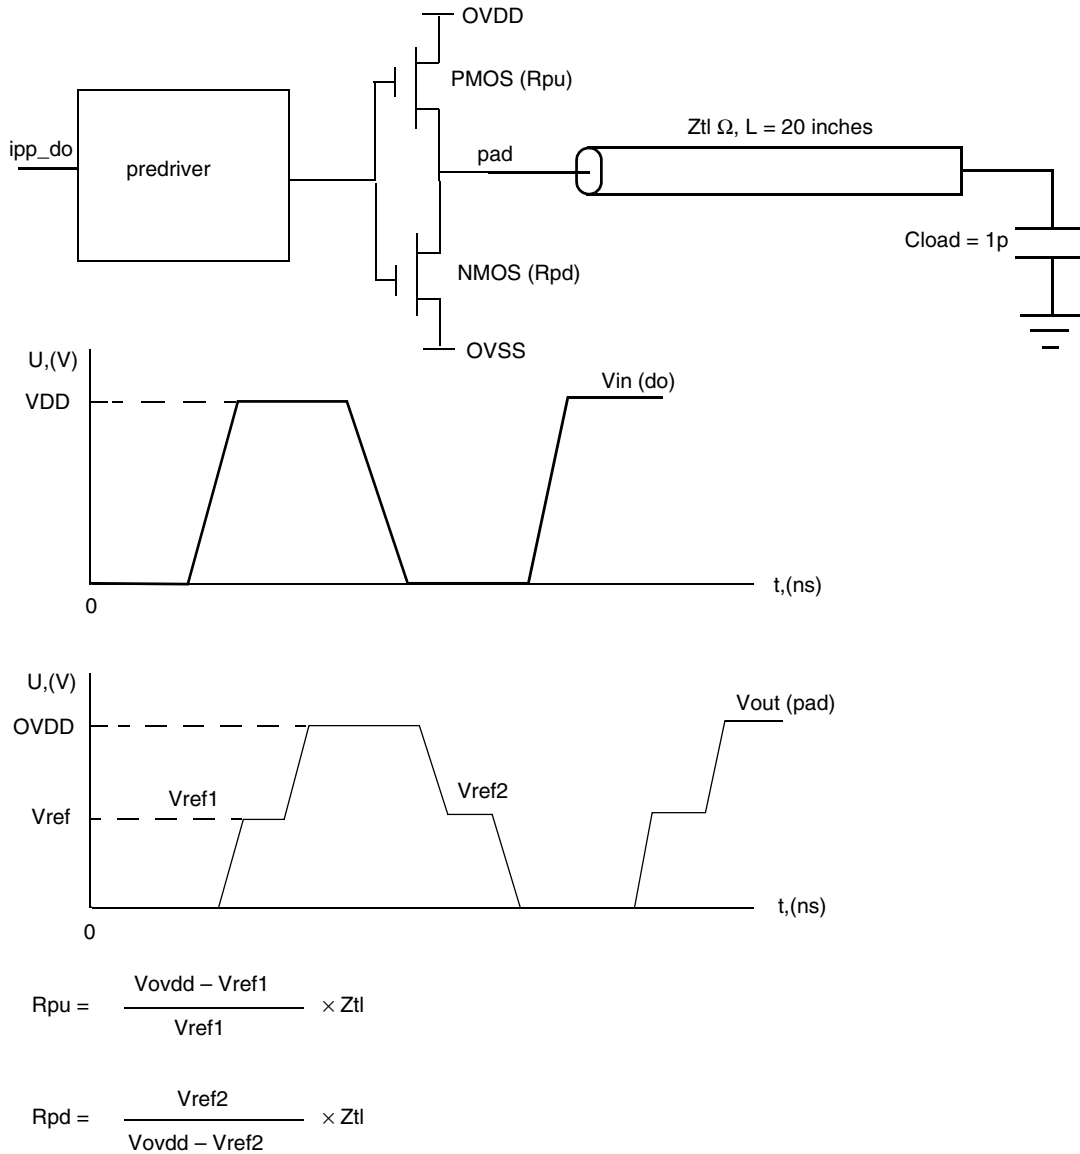 OVDD
PMOS (Rpu)
Ztl Ω, L = 20 inches
ipp_do
predriver
pad
Cload = 1p
NMOS (Rpd)
OVSS
U,(V)
VDD
Vin (do)
t,(ns)
0
U,(V)
OVDD
Vout (pad)
Vref
Vref1
Vref2
t,(ns)
0
Rpu =
Vovdd – Vref1
Vref1
× Ztl
Rpd =
Vref2
Vovdd – Vref2
× Ztl